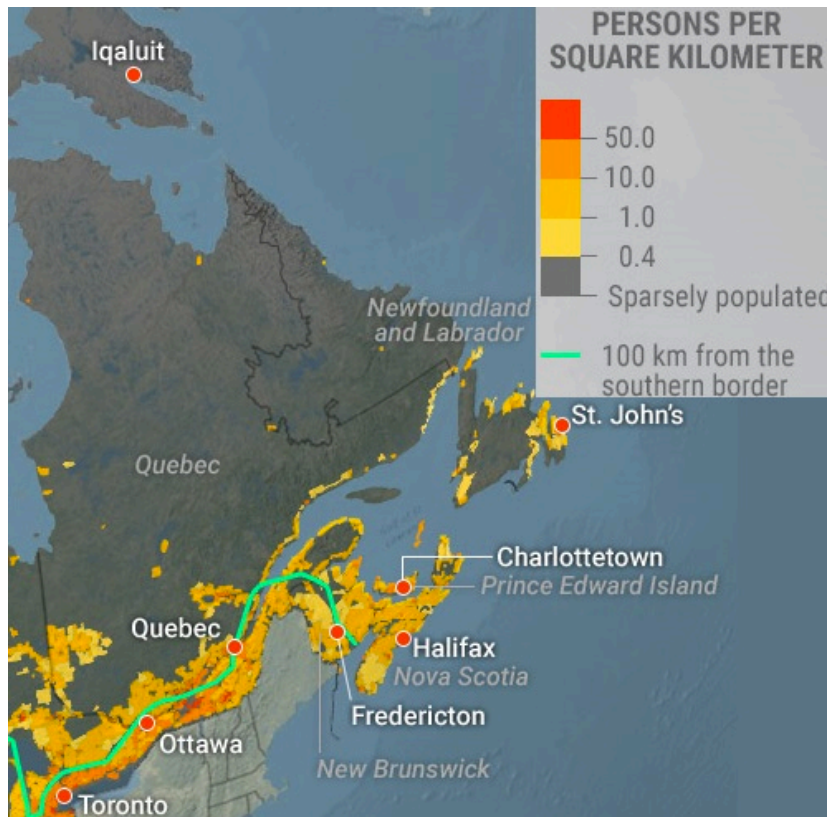 PERSONS PER
SQUARE KILOMETER
50.0
10.0
1.0
0.4
Sparsely populated
100 km from the
southern border
Iqaluit
Newfoundland
and Labrador
St. John's
Quebec
Charlottetown
Prince Edward Island
Quebec
Halifax
Nova Scotia
Fredericton
Ottawa
New Brunswick
Toronto